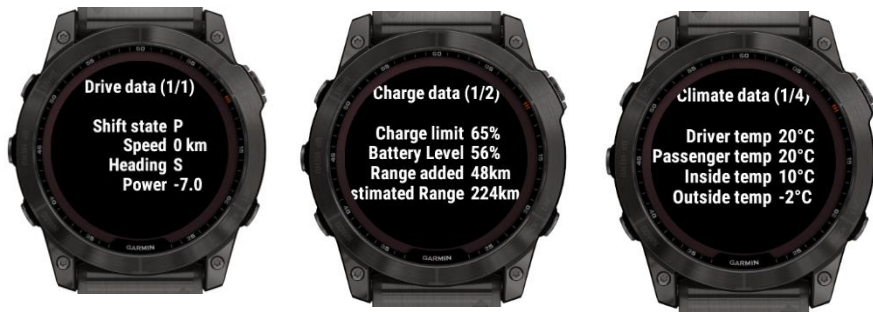 Drive data (1/1)
Shift state P
Speed 0 km
Heading S
Power -7.0
GARMIN
Charge data (1/2)
Charge limit 65%
Battery Level 56%
Range added 48km
stimated Range 224km
GARMIN
Climate data (1/4)
Driver temp 20°C
Passenger temp 20°C
Inside temp 10°C
Outside temp -2°C
GARMIN